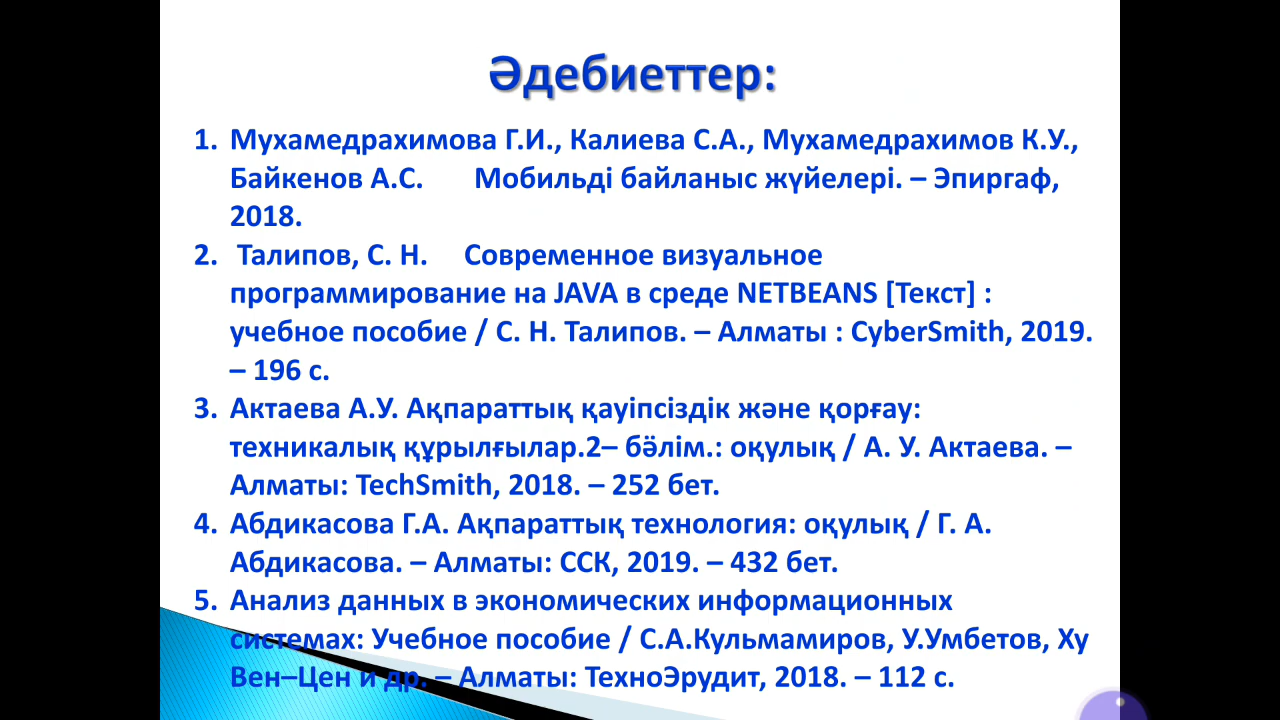 Әдебиеттер:
1. Мухамедрахимова Г.И., Калиева С.А., Мухамедрахимов К.У.,
Байкенов А.С. Мобильді байланыс жүйелері. – Эпиргаф,
2018.
2. Талипов, С. Н. Современное визуальное
программирование на JAVA в среде NETBEANS [Текст] :
учебное пособие / С. Н. Талипов. – Алматы : CyberSmith, 2019.
– 196 с.
3. Актаева А.У. Ақпараттық қауіпсіздік және қорғау:
техникалық құрылғылар.2– бӛлім.: оқулық / А. У. Актаева. –
Алматы: TechSmith, 2018. – 252 бет.
4. Абдикасова Г.А. Ақпараттық технология: оқулық / Г. А.
Абдикасова. – Алматы: ССК, 2019. – 432 бет.
5. Анализ данных в экономических информационных
системах: Учебное пособие / С.А.Кульмамиров, У.Умбетов, Ху
Вен–Цен и др. – Алматы: ТехноЭрудит, 2018. – 112 с.